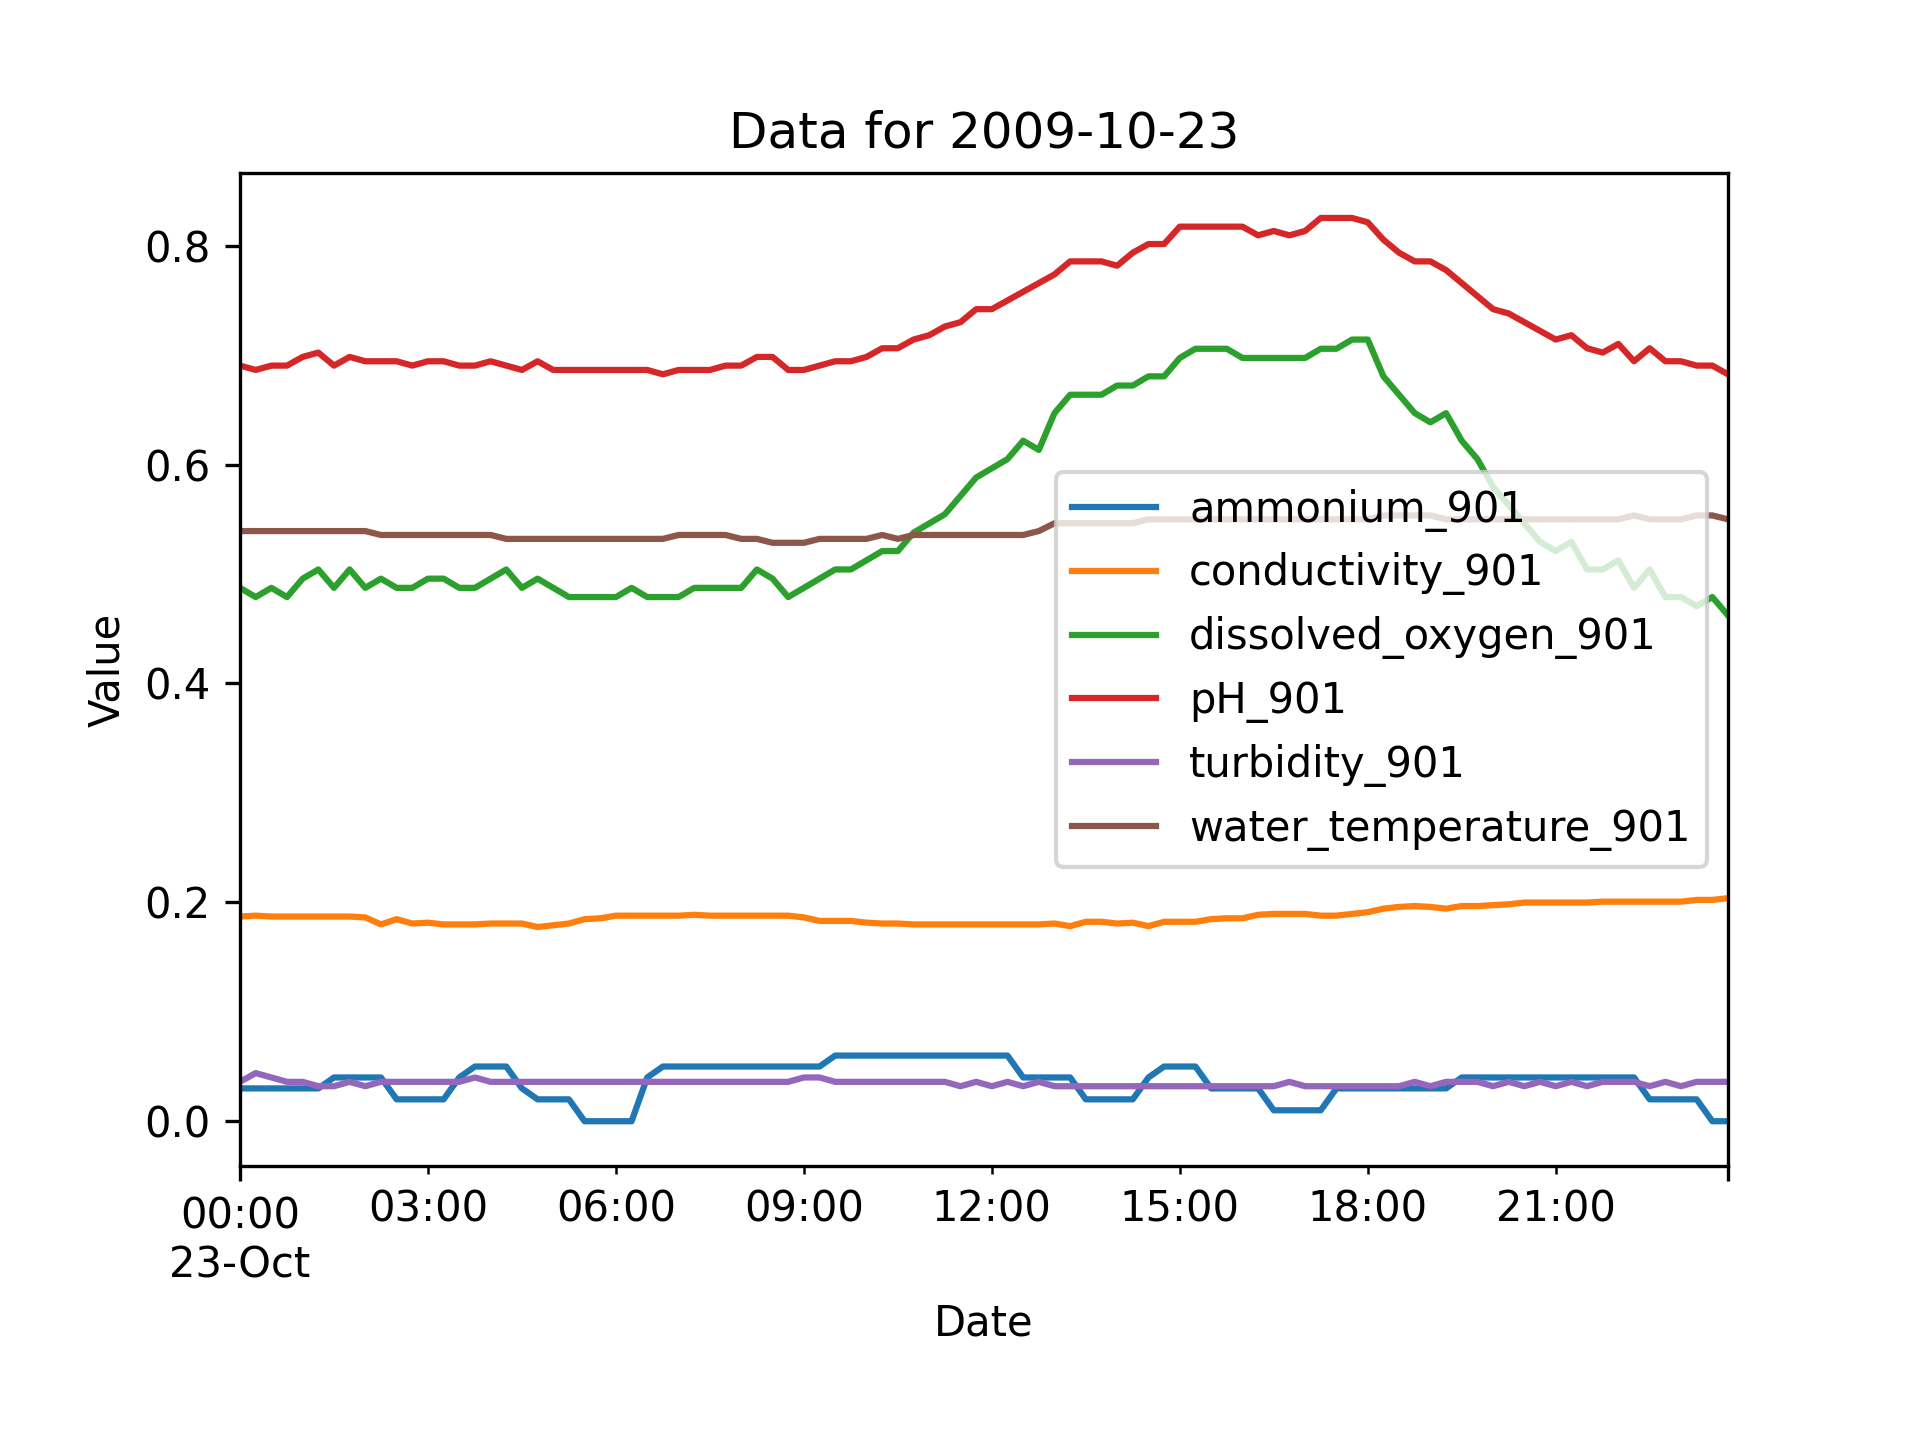 Data for 2009-10-23
0.8
0.6
0.4
0.2
0.0
Value
ammonium_901
conductivity_901
dissolved_oxygen_901
pH_901
turbidity_901
water_temperature_901
00:00 03:00 06:00 09:00 12:00 15:00 18:00 21:00
23-Oct
Date